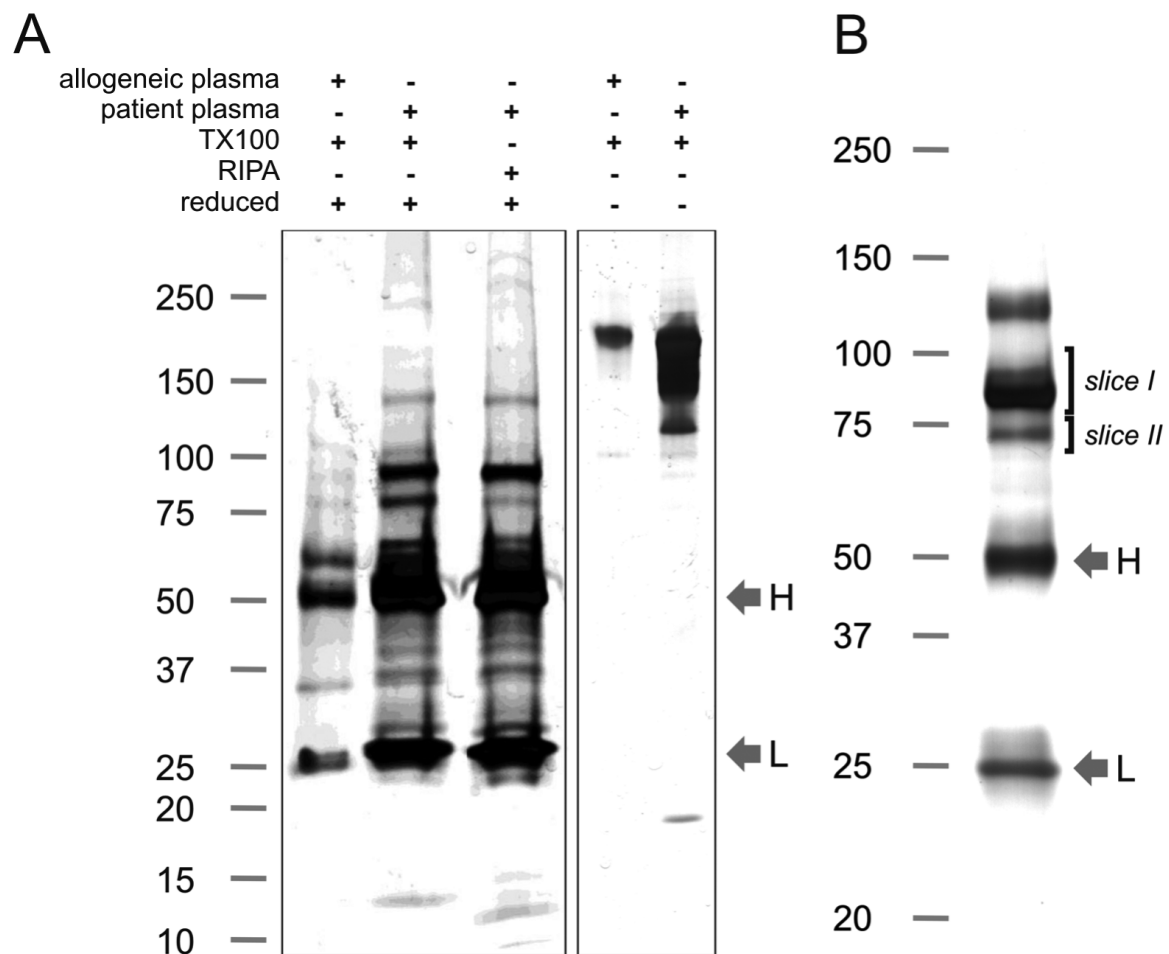 A
allogeneic plasma + - - + -
patient plasma - + + - +
TX100 + + - + +
RIPA - - + - -
reduced + + + - -
250
150
100
75
50
37
25
20
15
10
H
L
B
250
150
100
75
50
37
25
20
slice I
slice II
H
L